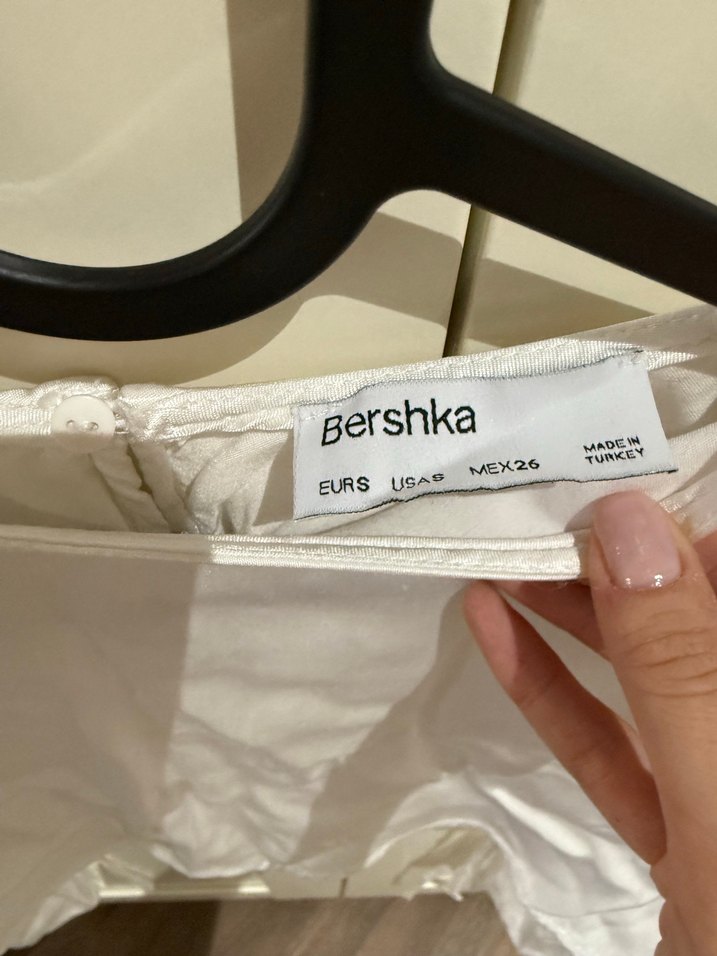 Bershka
EUR S USA S MEX 26
MADE IN
TURKEY